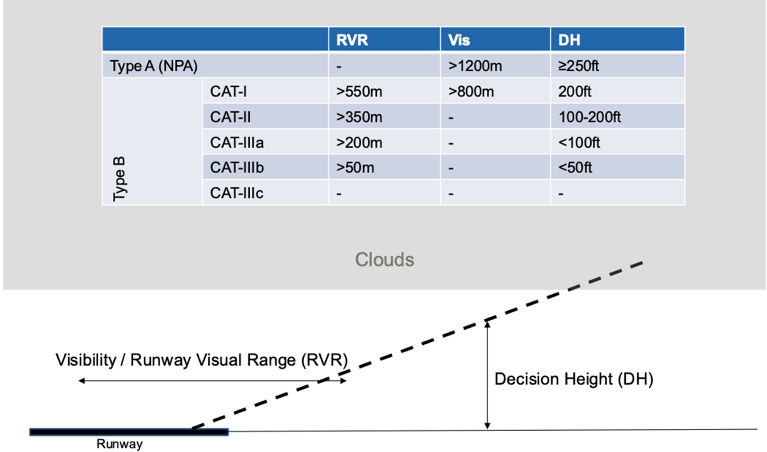 RVR Vis DH
Type A (NPA) - >1200m ≥250ft
Type B
CAT-I >550m >800m 200ft
CAT-II >350m - 100-200ft
CAT-IIIa >200m - <100ft
CAT-IIIb >50m - <50ft
CAT-IIIc - - -
Clouds
Visibility / Runway Visual Range (RVR)
Decision Height (DH)
Runway